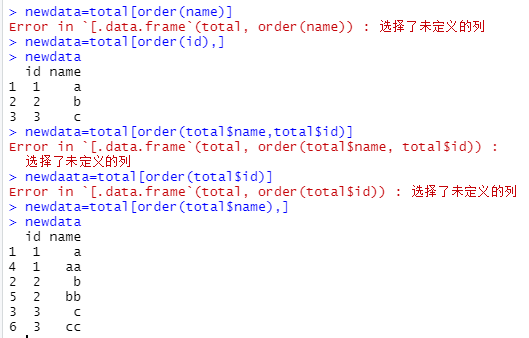 > newdata=total[order(name)]
Error in `[.data.frame`(total, order(name)) : 选择了未定义的列
> newdata=total[order(id),]
> newdata
  id name
1  1    a
2  2    b
3  3    c
> newdata=total[order(total$name,total$id)]
Error in `[.data.frame`(total, order(total$name, total$id)) :
  选择了未定义的列
> newdaata=total[order(total$id)]
Error in `[.data.frame`(total, order(total$id)) : 选择了未定义的列
> newdata=total[order(total$name),]
> newdata
  id name
1  1    a
4  1   aa
2  2    b
5  2   bb
3  3    c
6  3   cc